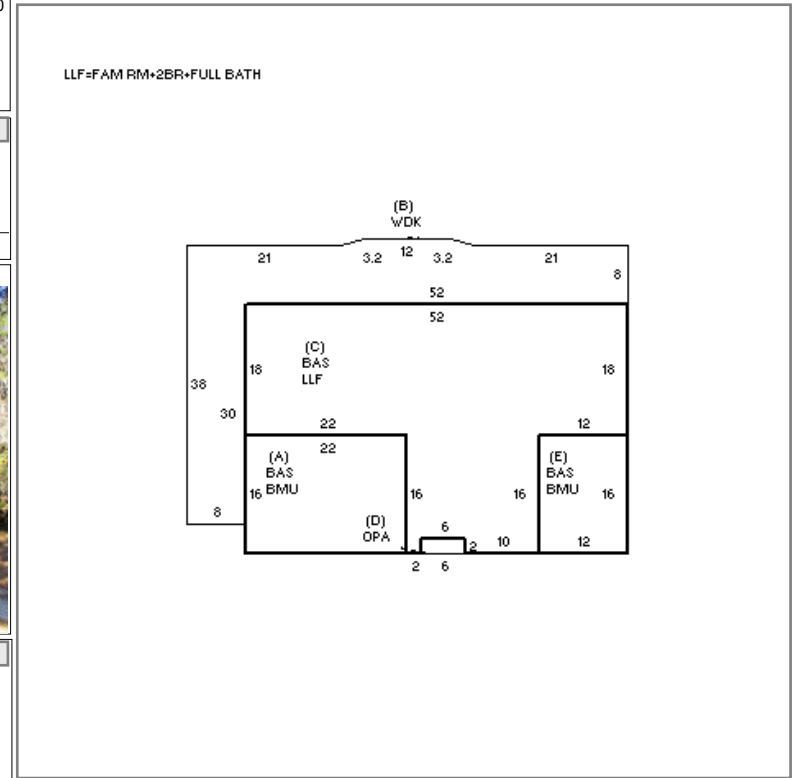 LLF=FAM RM+2BR+FULL BATH
(B)
WDK
21 3.2 12 3.2 21
8
52
52
(C)
BAS
LLF
18
18
38
30
22
12
22
(A)
BAS
BMU
(E)
BAS
BMU
16
16
16
16
8
(D)
OPA
6
2
10
12
2
6